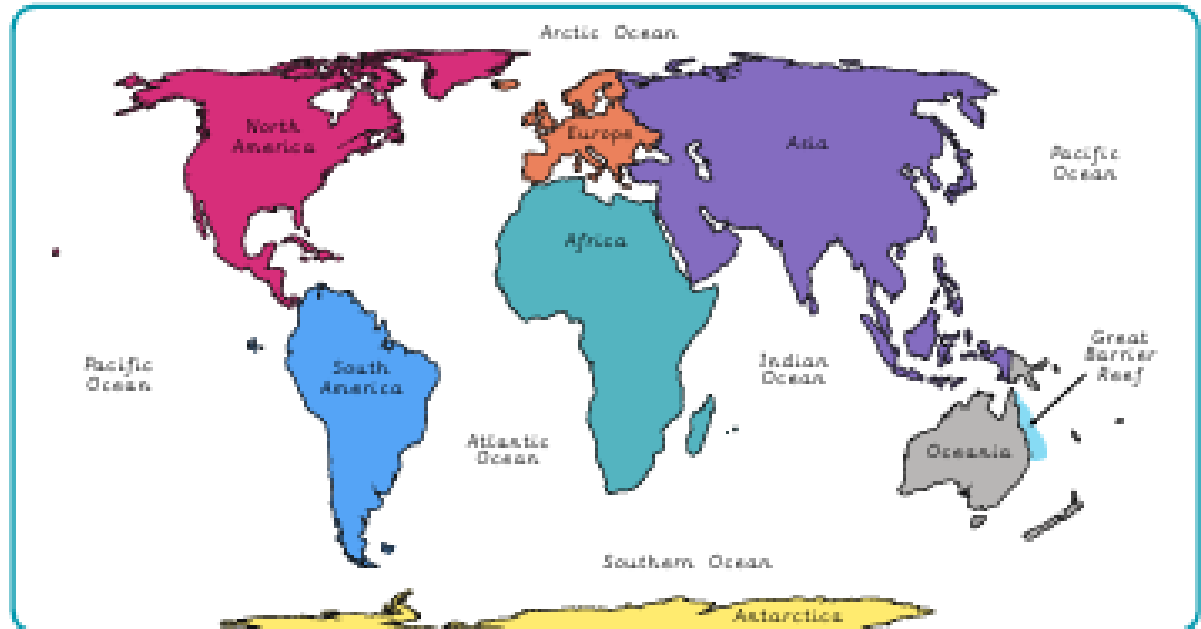 Arctic Ocean
North
America
Europe
Asia
Pacific
Ocean
Africa
Pacific
Ocean
South
America
Indian
Ocean
Great
Barrier
Reef
Atlantic
Ocean
Oceania
Southern Ocean
Antarctica